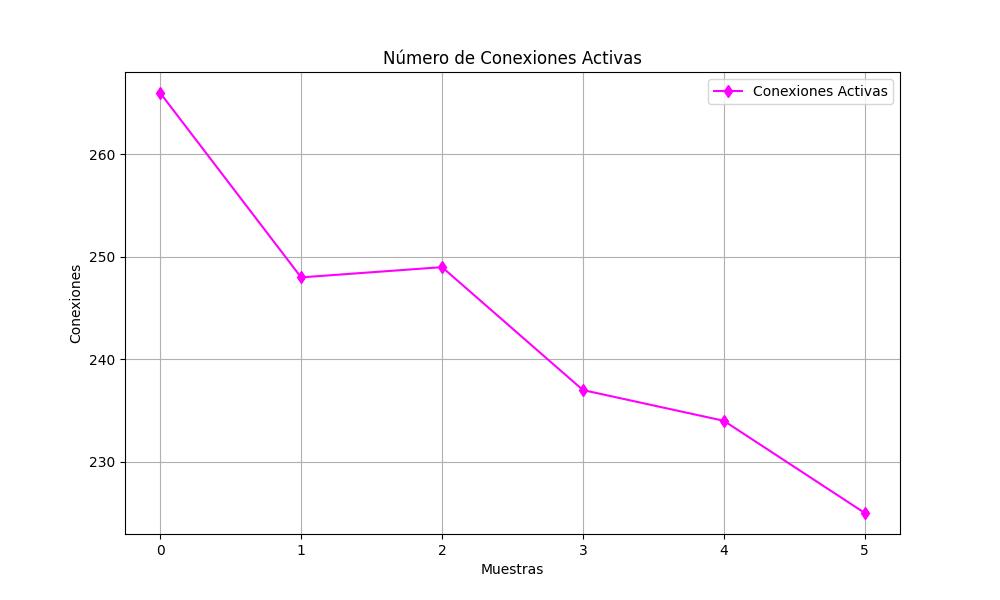 Número de Conexiones Activas
Conexiones Activas
260
250
240
230
Conexiones
0 1 2 3 4 5
Muestras